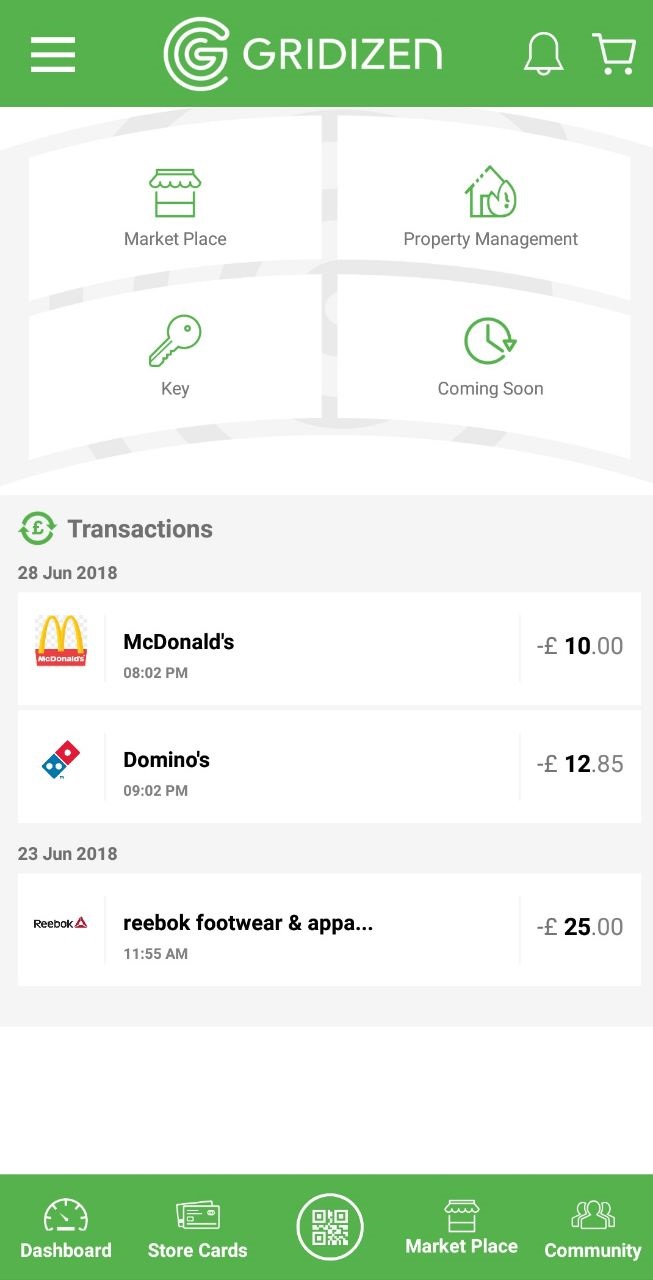 GRIDIZEN
Market Place
Property Management
Key
Coming Soon
£ Transactions
28 Jun 2018
McDonald's
McDonald's
08:02 PM
-£ 10.00
Domino's
09:02 PM
-£ 12.85
23 Jun 2018
Reebok
reebok footwear & appa...
11:55 AM
-£ 25.00
Dashboard
Store Cards
Market Place
Community